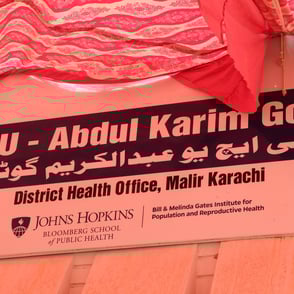 U - Abdul Karim Go
ی ایچ یو عبدالکریم گوٹ
District Health Office, Malir Karachi
JOHNS HOPKINS
BLOOMBERG SCHOOL
of PUBLIC HEALTH
Bill & Melinda Gates Institute for
Population and Reproductive Health